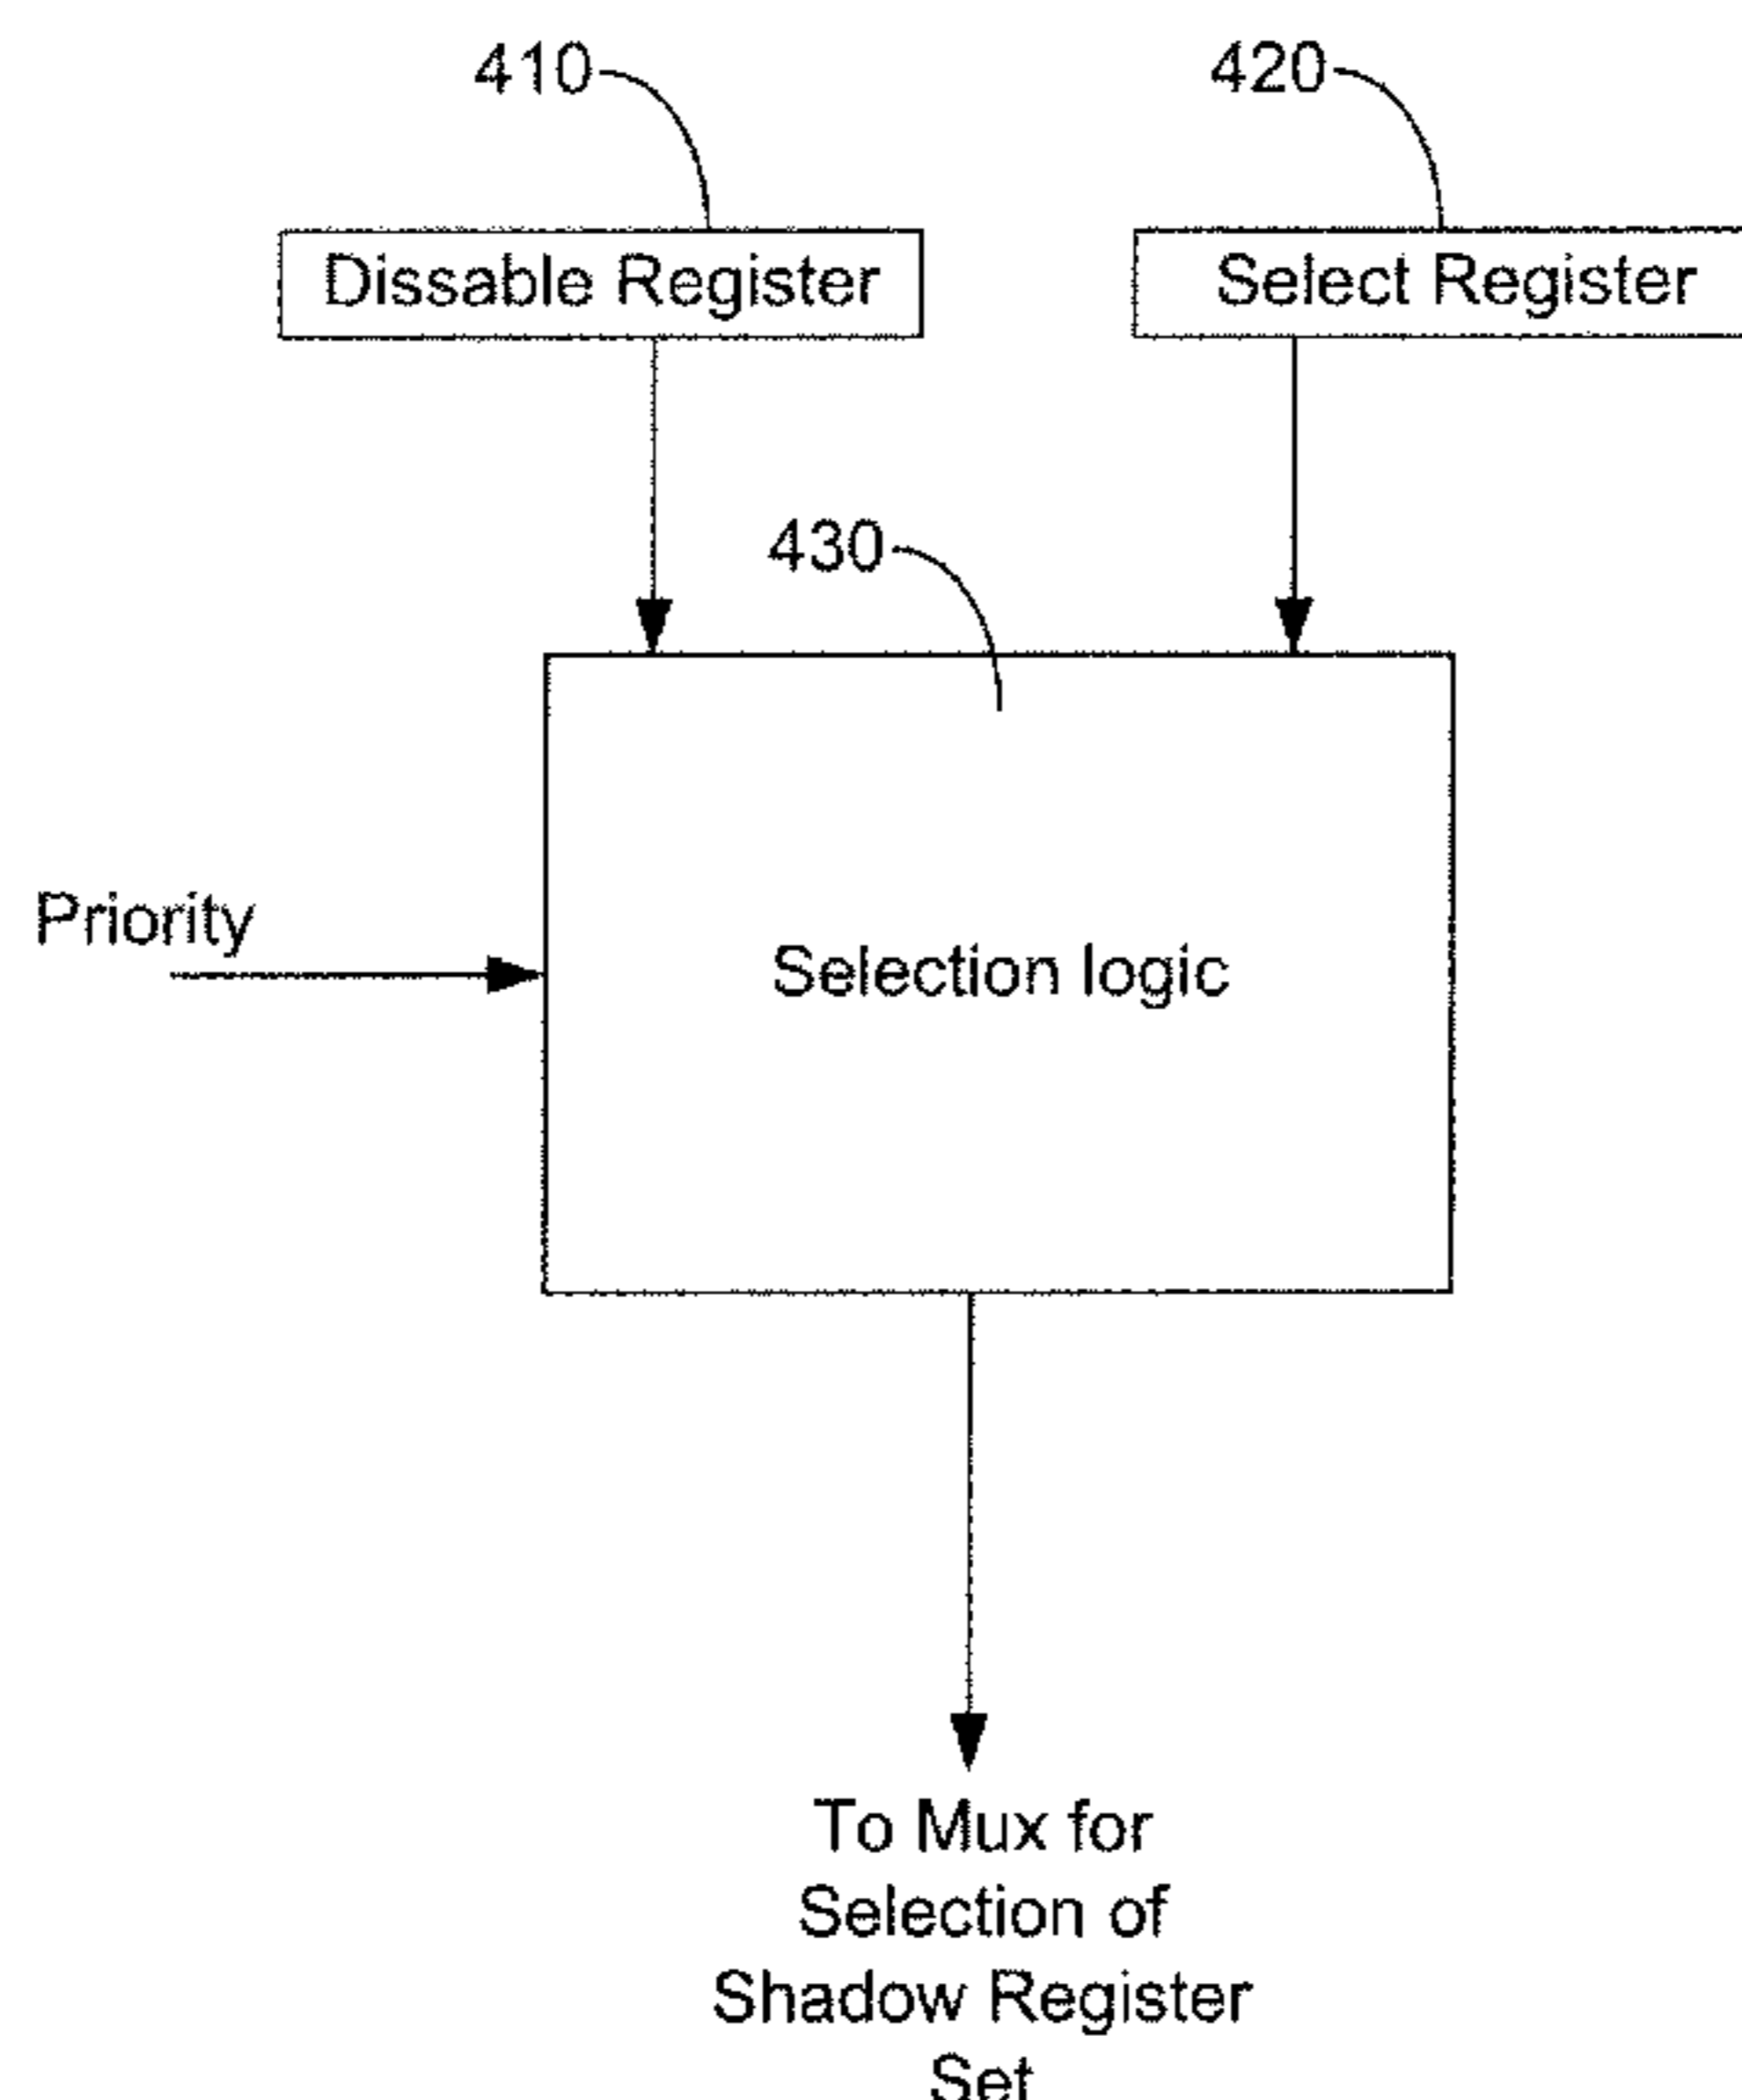 410
420
Dissable Register
Select Register
430
Priority
Selection logic
To Mux for
Selection of
Shadow Register
Set